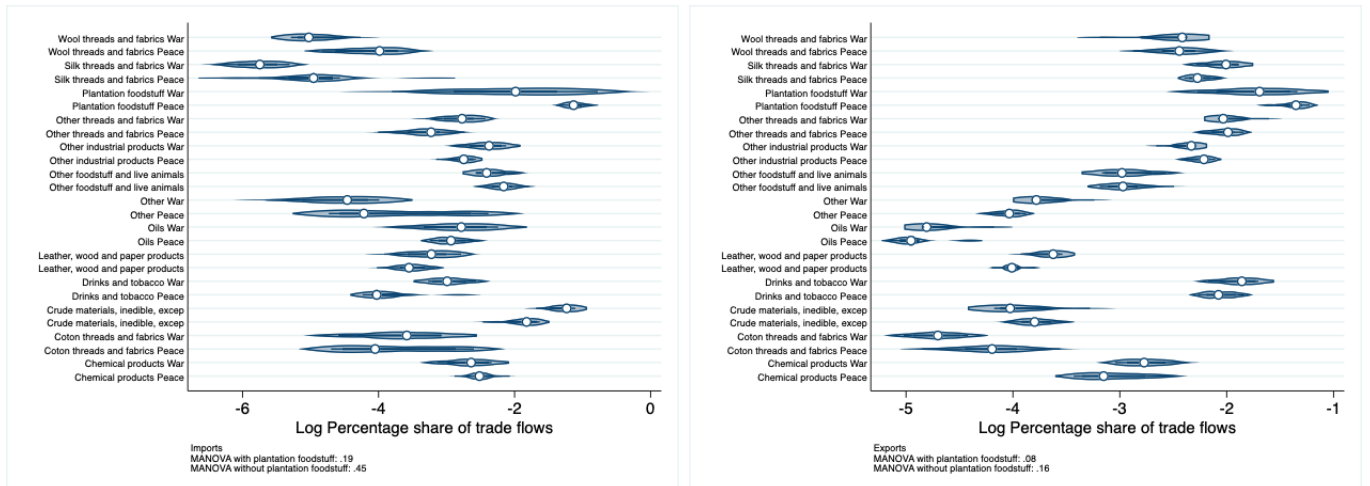 Wool threads and fabrics War
Wool threads and fabrics Peace
Silk threads and fabrics War
Silk threads and fabrics Peace
Plantation foodstuff War
Plantation foodstuff Peace
Other threads and fabrics War
Other threads and fabrics Peace
Other industrial products War
Other industrial products Peace
Other foodstuff and live animals
Other foodstuff and live animals
Other War
Other Peace
Oils War
Oils Peace
Leather, wood and paper products
Leather, wood and paper products
Drinks and tobacco War
Drinks and tobacco Peace
Crude materials, inedible, excep
Crude materials, inedible, excep
Coton threads and fabrics War
Coton threads and fabrics Peace
Chemical products War
Chemical products Peace
-6 -4 -2 0
Log Percentage share of trade flows
Imports
MANOVA with plantation foodstuff: .19
MANOVA without plantation foodstuff: .45
Wool threads and fabrics War
Wool threads and fabrics Peace
Silk threads and fabrics War
Silk threads and fabrics Peace
Plantation foodstuff War
Plantation foodstuff Peace
Other threads and fabrics War
Other threads and fabrics Peace
Other industrial products War
Other industrial products Peace
Other foodstuff and live animals
Other foodstuff and live animals
Other War
Other Peace
Oils War
Oils Peace
Leather, wood and paper products
Leather, wood and paper products
Drinks and tobacco War
Drinks and tobacco Peace
Crude materials, inedible, excep
Crude materials, inedible, excep
Coton threads and fabrics War
Coton threads and fabrics Peace
Chemical products War
Chemical products Peace
-5 -4 -3 -2 -1
Log Percentage share of trade flows
Exports
MANOVA with plantation foodstuff: .08
MANOVA without plantation foodstuff: .16